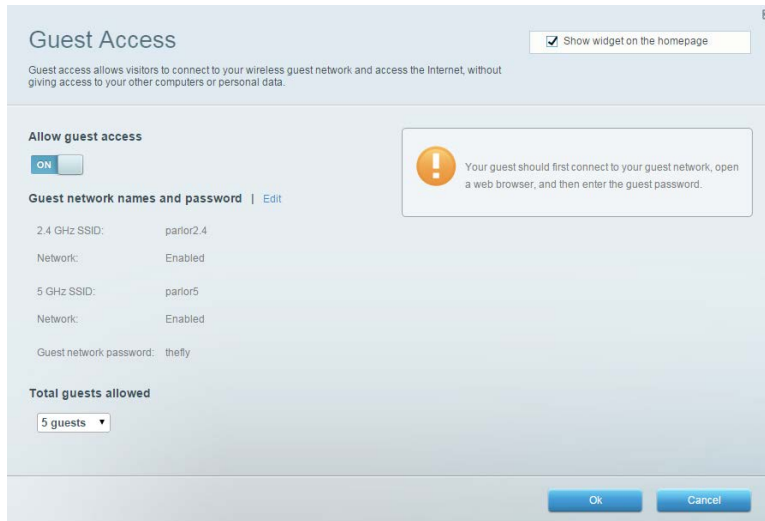 Guest Access
Show widget on the homepage
Guest access allows visitors to connect to your wireless guest network and access the Internet, without
giving access to your other computers or personal data.
Allow guest access
ON
Your guest should first connect to your guest network, open
a web browser, and then enter the guest password.
Guest network names and password | Edit
2.4 GHz SSID: parlor2.4
Network: Enabled
5 GHz SSID: parlor5
Network: Enabled
Guest network password: thefly
Total guests allowed
5 guests
Ok Cancel